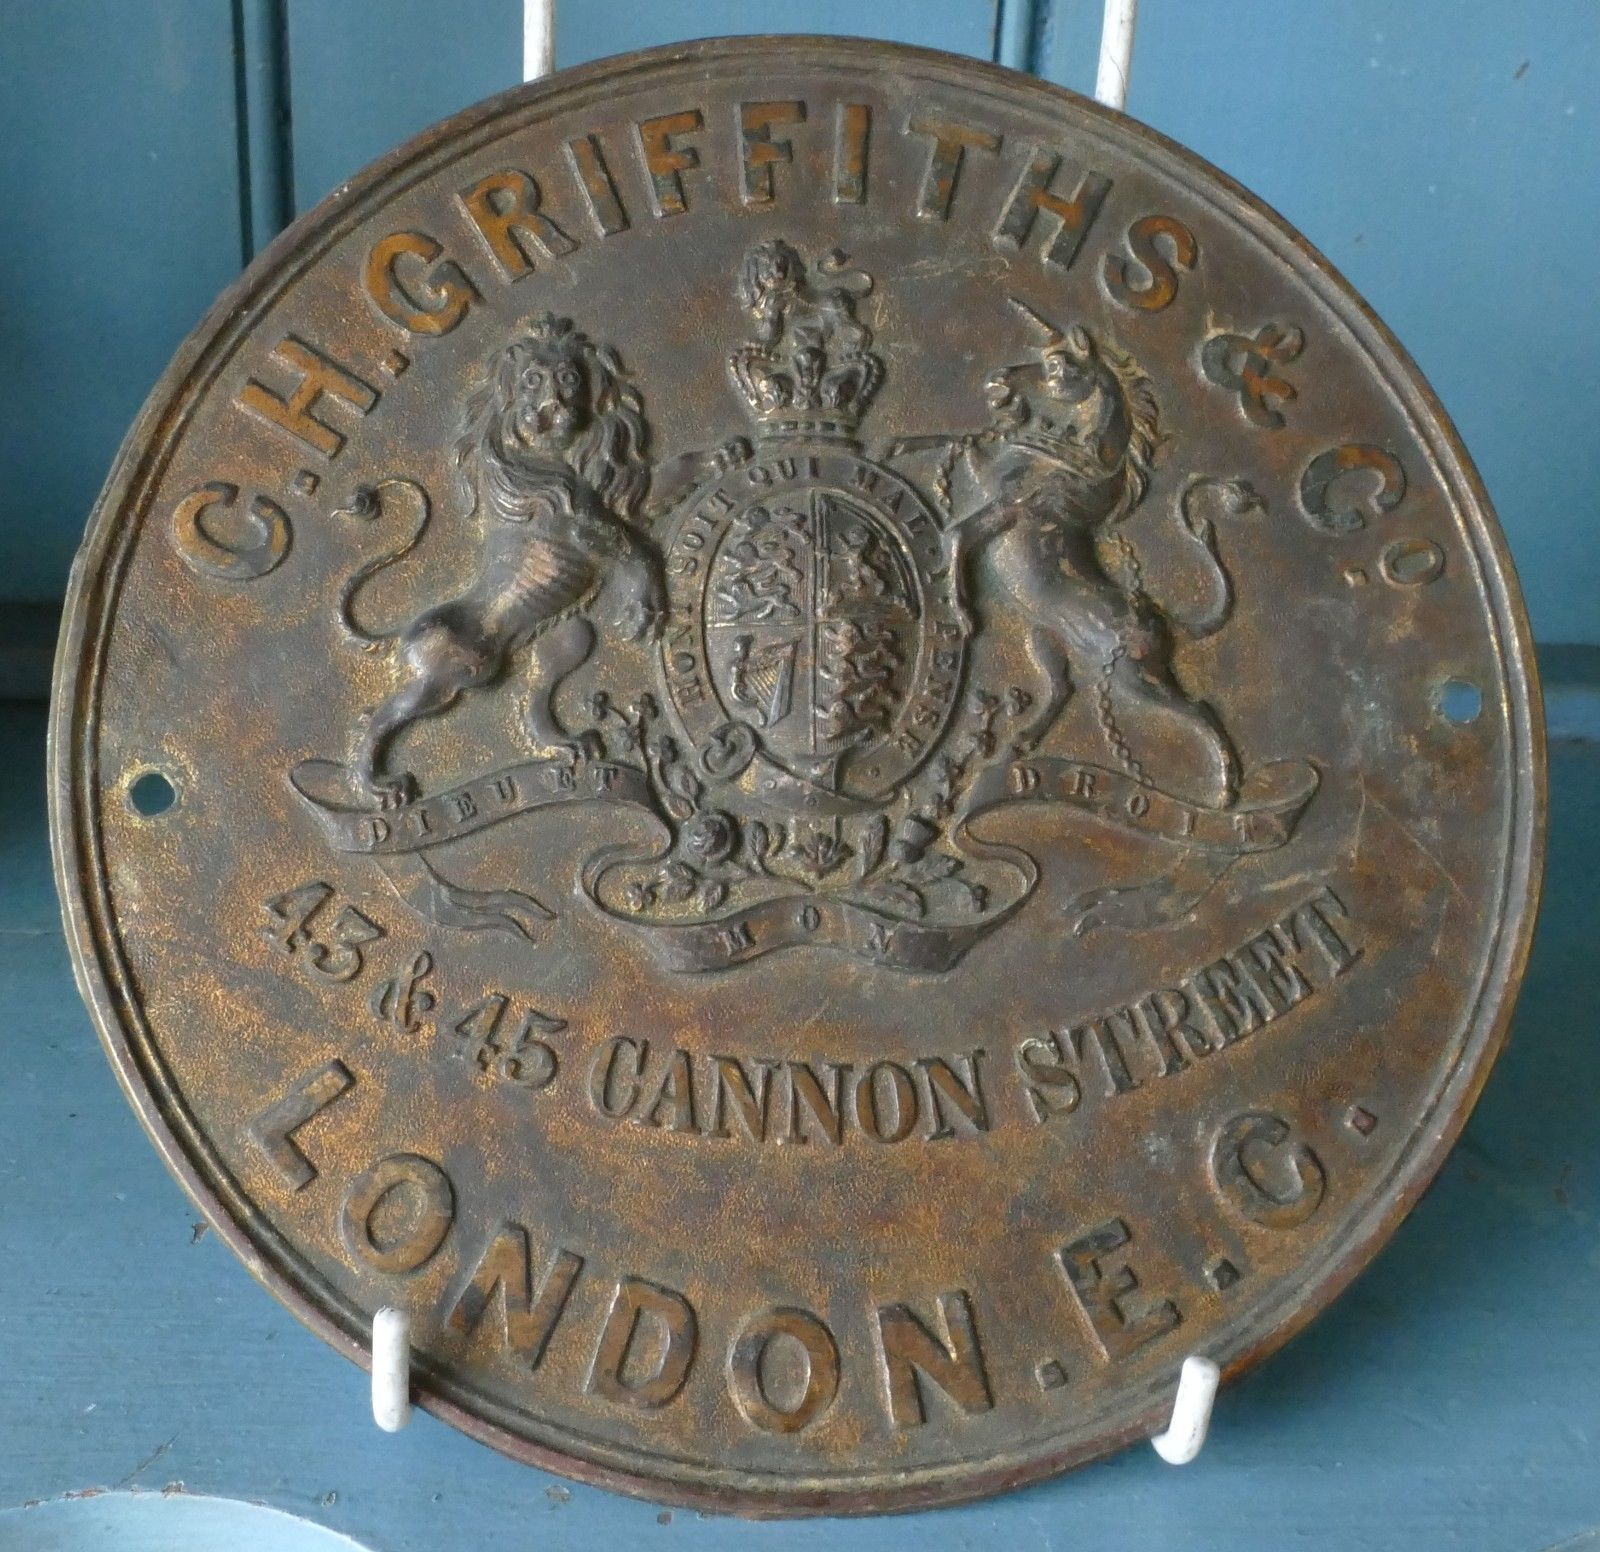 C.H.GRIFFITHS & Co.
HONI SOIT QUI MAL Y PENSE
DIEU ET MON DROIT
43 & 45 CANNON STREET
LONDON.E.C.